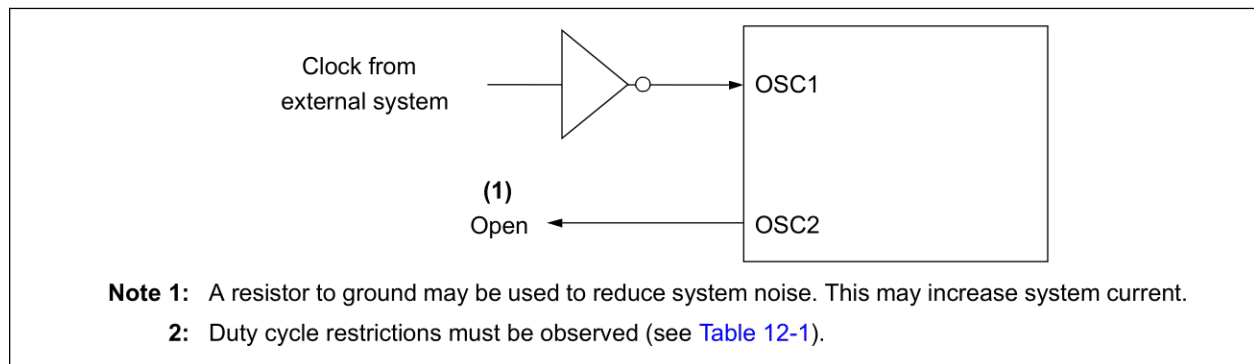 Clock from
external system
OSC1
(1)
Open
OSC2
Note 1: A resistor to ground may be used to reduce system noise. This may increase system current.
2: Duty cycle restrictions must be observed (see Table 12-1).